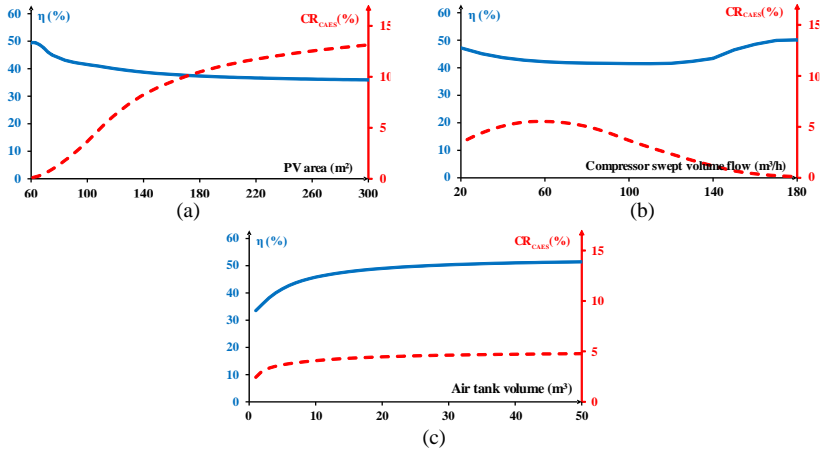 η (%)
CR_CAES(%)
60
50
40
30
20
10
0
15
10
5
0
PV area (m²)
60 100 140 180 220 260 300
(a)
η (%)
CR_CAES(%)
60
50
40
30
20
10
0
15
10
5
0
Compressor swept volume flow (m³/h)
20 60 100 140 180
(b)
η (%)
CR_CAES(%)
60
50
40
30
20
10
0
15
10
5
0
Air tank volume (m³)
0 10 20 30 40 50
(c)